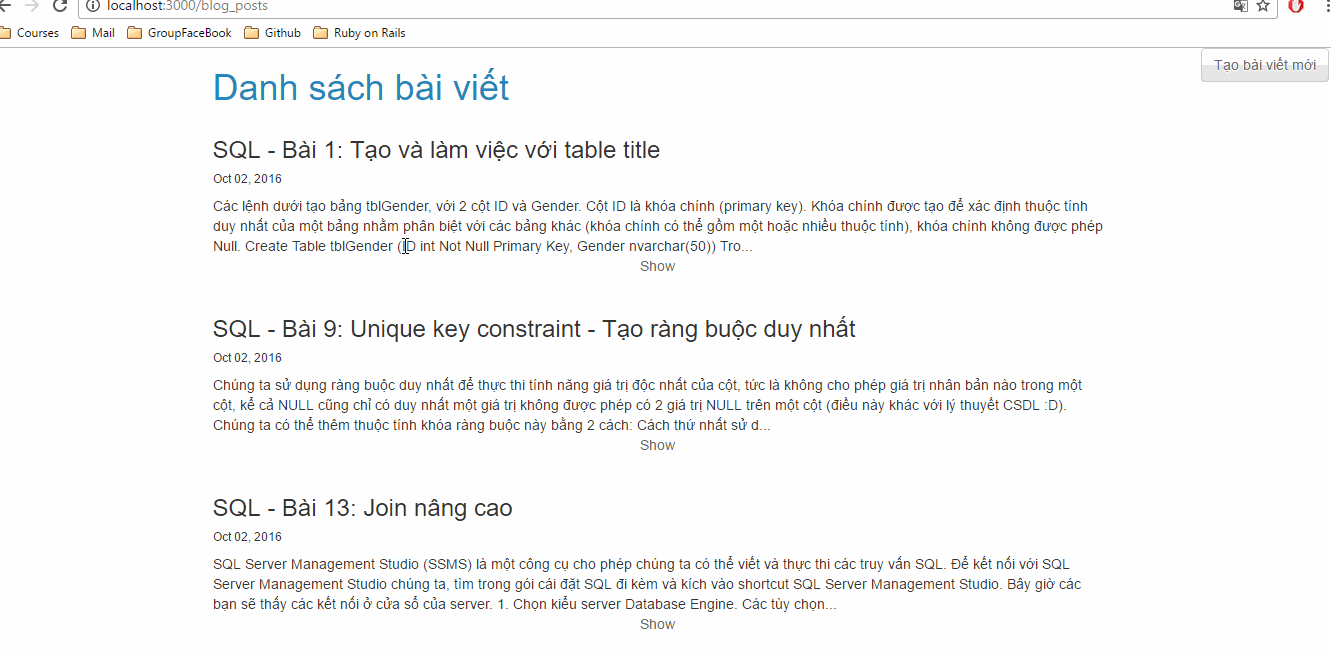 localhost:3000/blog_posts
Courses Mail GroupFaceBook Github Ruby on Rails
Tạo bài viết mới
Danh sách bài viết
SQL - Bài 1: Tạo và làm việc với table title
Oct 02, 2016
Các lệnh dưới tạo bảng tblGender, với 2 cột ID và Gender. Cột ID là khóa chính (primary key). Khóa chính được tạo để xác định thuộc tính
duy nhất của một bảng nhằm phân biệt với các bảng khác (khóa chính có thể gồm một hoặc nhiều thuộc tính), khóa chính không được phép
Null. Create Table tblGender (ID int Not Null Primary Key, Gender nvarchar(50)) Tro...
Show
SQL - Bài 9: Unique key constraint - Tạo ràng buộc duy nhất
Oct 02, 2016
Chúng ta sử dụng ràng buộc duy nhất để thực thi tính năng giá trị độc nhất của cột, tức là không cho phép giá trị nhân bản nào trong một
cột, kể cả NULL cũng chỉ có duy nhất một giá trị không được phép có 2 giá trị NULL trên một cột (điều này khác với lý thuyết CSDL :D).
Chúng ta có thể thêm thuộc tính khóa ràng buộc này bằng 2 cách: Cách thứ nhất sử d...
Show
SQL - Bài 13: Join nâng cao
Oct 02, 2016
SQL Server Management Studio (SSMS) là một công cụ cho phép chúng ta có thể viết và thực thi các truy vấn SQL. Để kết nối với SQL
Server Management Studio chúng ta, tìm trong gói cái đặt SQL đi kèm và kích vào shortcut SQL Server Management Studio. Bây giờ các
bạn sẽ thấy các kết nối ở cửa sổ của server. 1. Chọn kiểu server Database Engine. Các tùy chọn...
Show